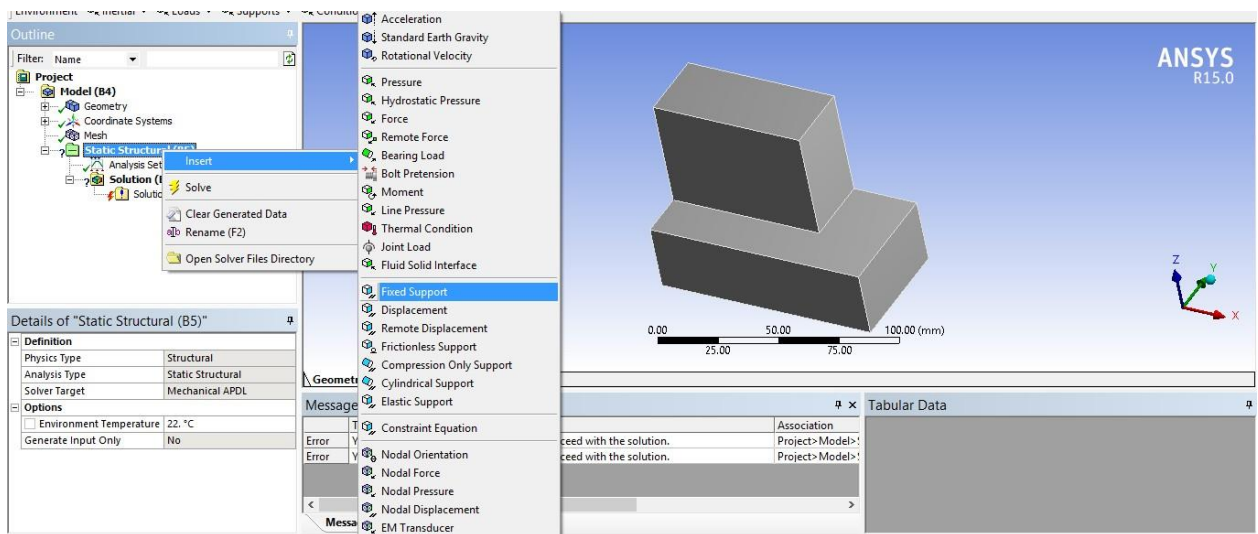 Environment Inertial Loads Supports Conditio
Outline
Filter: Name
Project
Model (B4)
Geometry
Coordinate Systems
Mesh
Static Structural (B5)
Analysis Set
Solution (
Solutio
Insert
Solve
Clear Generated Data
Rename (F2)
Open Solver Files Directory
Acceleration
Standard Earth Gravity
Rotational Velocity
Pressure
Hydrostatic Pressure
Force
Remote Force
Bearing Load
Bolt Pretension
Moment
Line Pressure
Thermal Condition
Joint Load
Fluid Solid Interface
Fixed Support
Displacement
Remote Displacement
Frictionless Support
Compression Only Support
Cylindrical Support
Elastic Support
Constraint Equation
Nodal Orientation
Nodal Force
Nodal Pressure
Nodal Displacement
EM Transducer
ANSYS
R15.0
Z
Y
X
0.00 50.00 100.00 (mm)
25.00 75.00
Details of "Static Structural (B5)"
Definition
Physics Type Structural
Analysis Type Static Structural
Solver Target Mechanical APDL
Options
Environment Temperature 22. °C
Generate Input Only No
Geomet
Message
T Association
Error Y ceed with the solution. Project>Model>S
Error Y ceed with the solution. Project>Model>S
Messa
Tabular Data